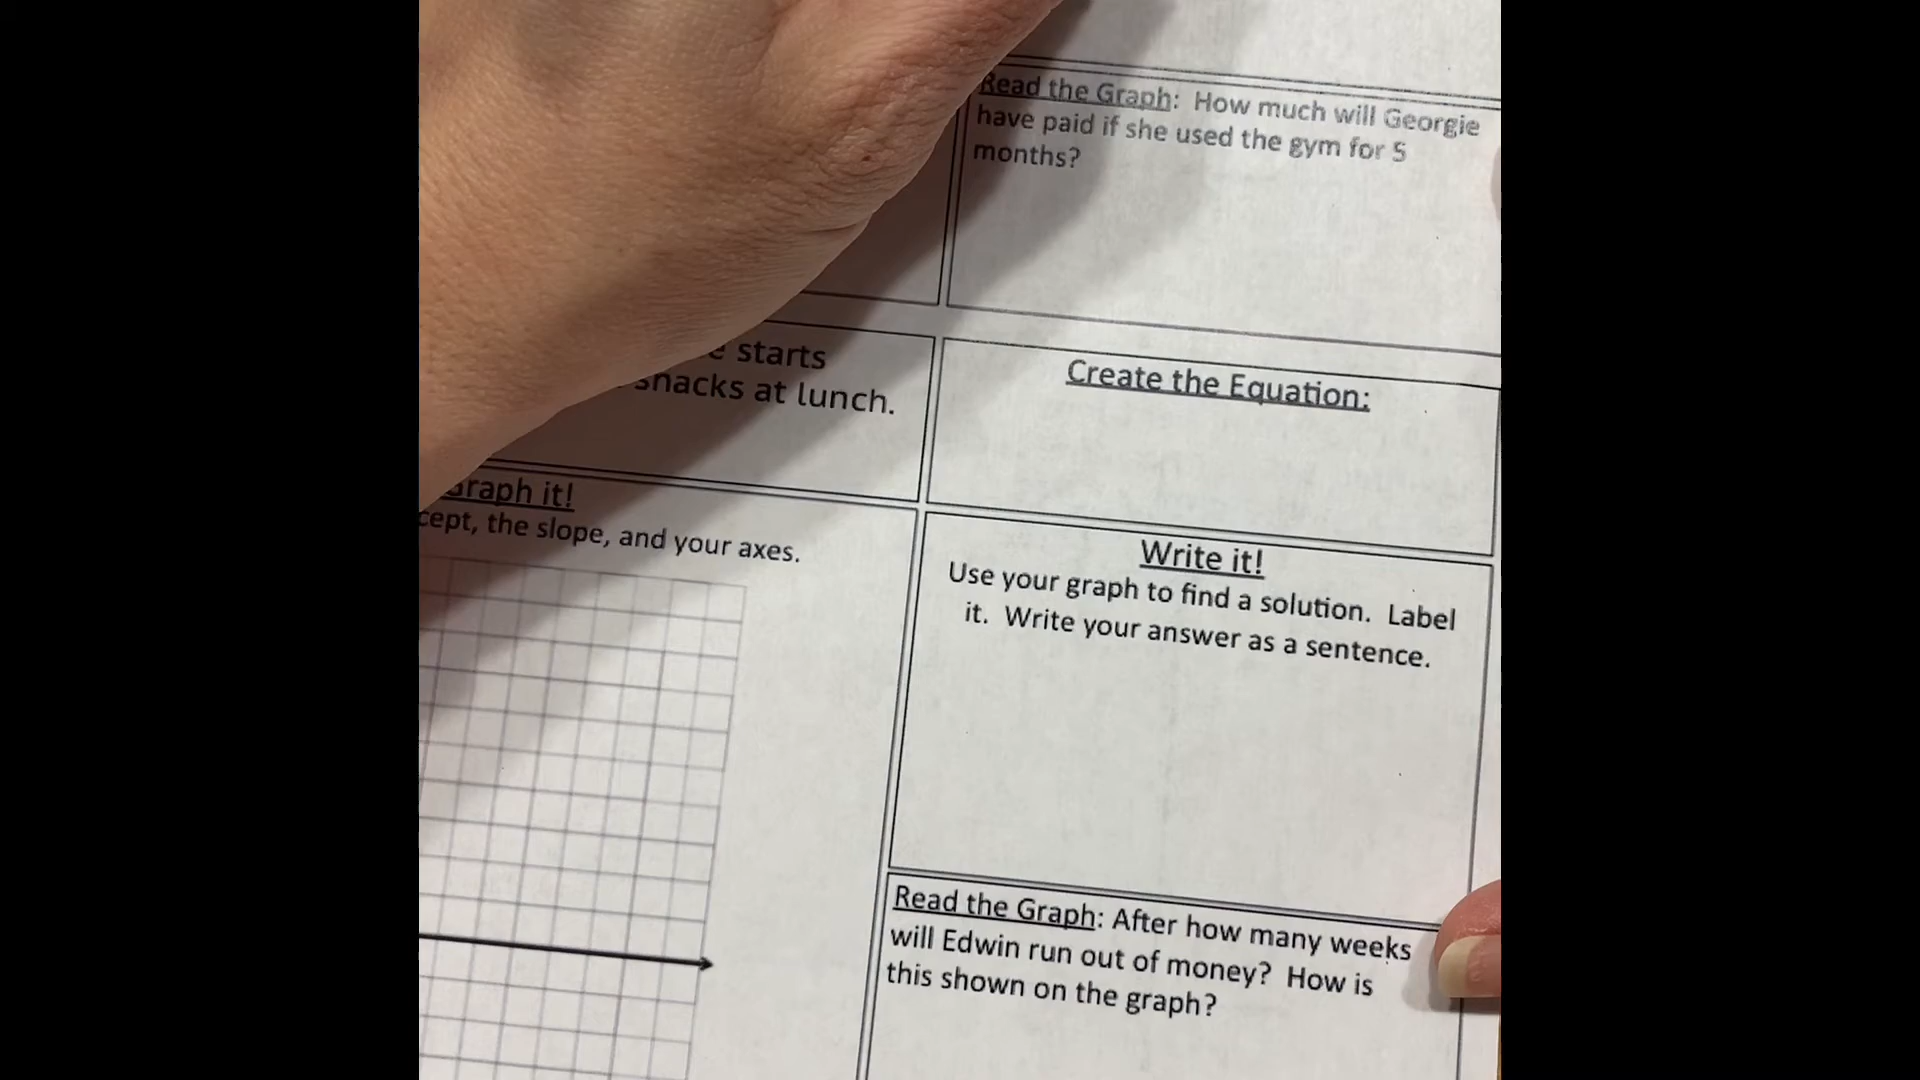 Read the Graph: How much will Georgie
have paid if she used the gym for 5
months?
starts
snacks at lunch.
Create the Equation:
Graph it!
the slope, and your axes.
Write it!
Use your graph to find a solution. Label
it. Write your answer as a sentence.
Read the Graph: After how many weeks
will Edwin run out of money? How is
this shown on the graph?